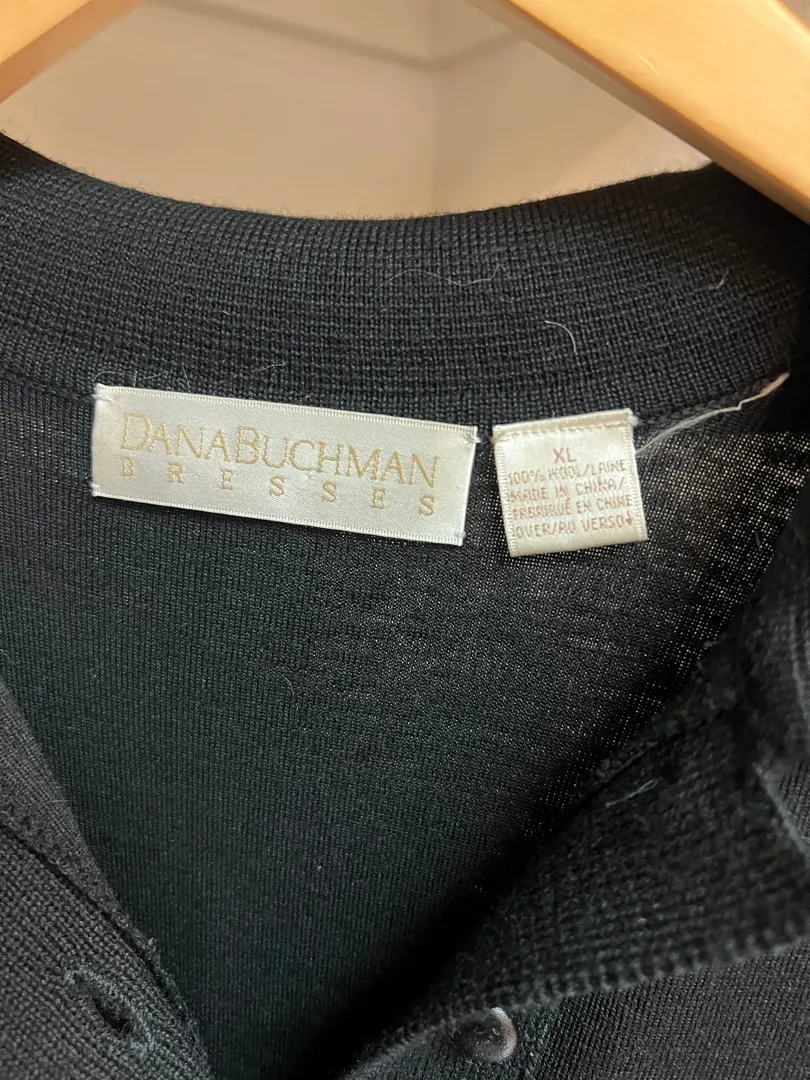 DANA BUCHMAN
DRESSES
XL
100% WOOL/LAINE
MADE IN CHINA/
FABRIQUÉ EN CHINE
OVER/AU VERSO